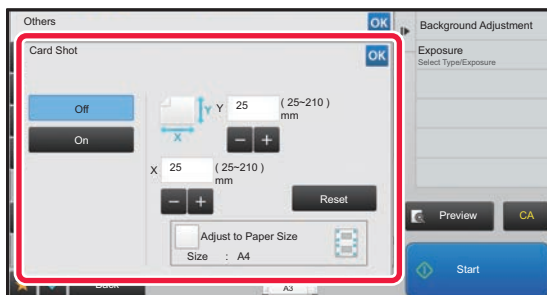 Others
OK
Card Shot
OK
Off
On
Y Y 25 (25~210)
mm
X
X 25 (25~210)
mm
Reset
Adjust to Paper Size
Size : A4
Back
A3
Background Adjustment
Exposure
Select Type/Exposure
Preview
CA
Start